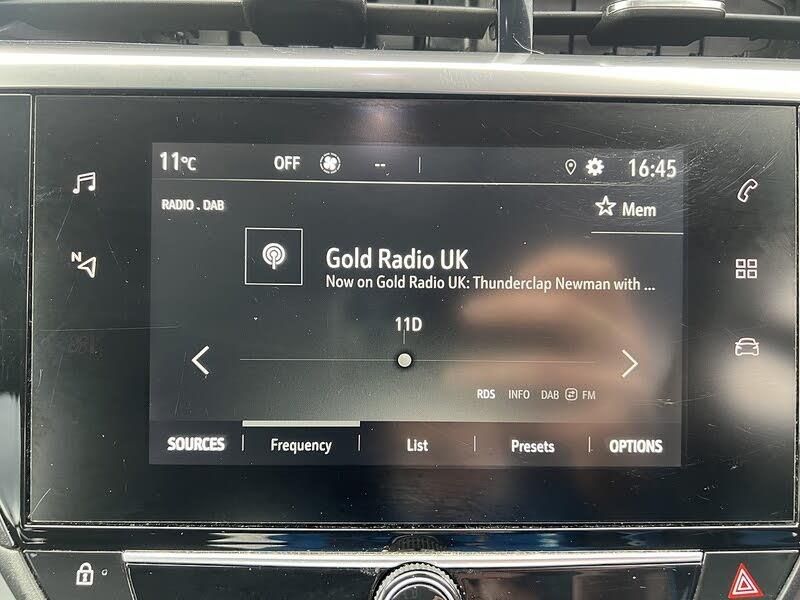 11°C OFF -- 16:45
RADIO . DAB
Mem
Gold Radio UK
Now on Gold Radio UK: Thunderclap Newman with ...
N
11D
RDS INFO DAB FM
SOURCES Frequency List Presets OPTIONS